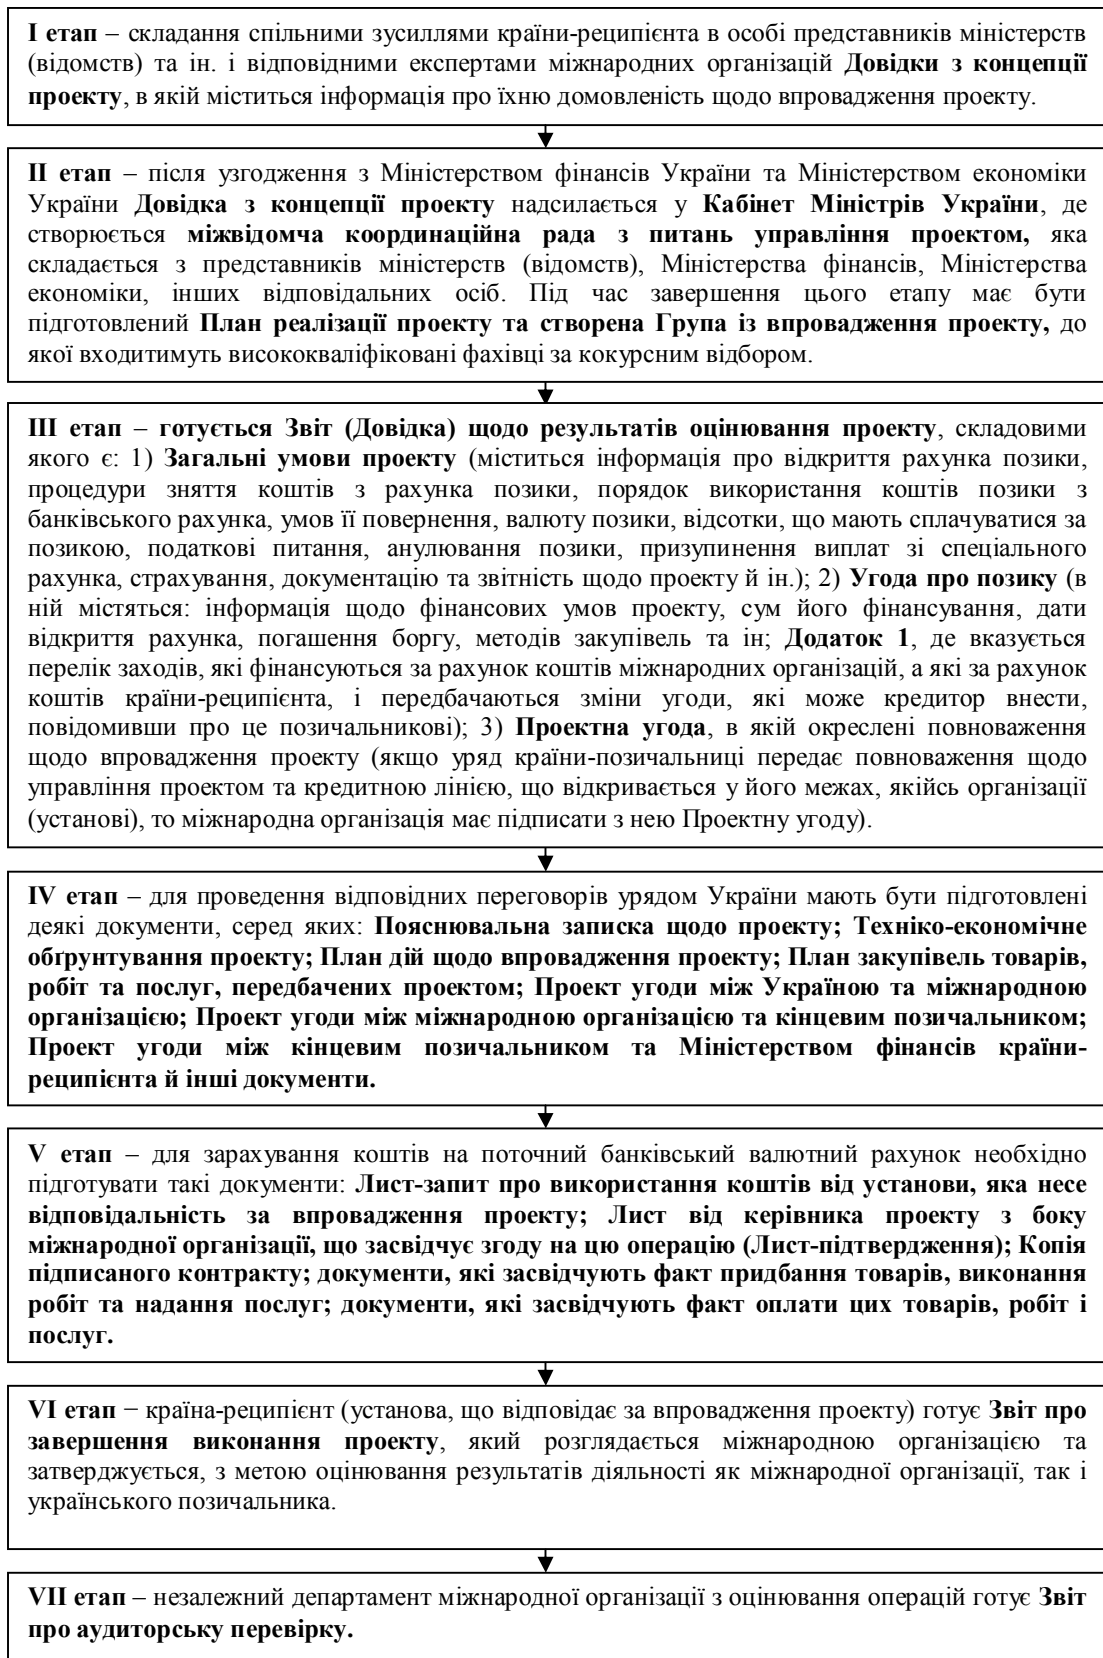 І етап – складання спільними зусиллями країни-реципієнта в особі представників міністерств
(відомств) та ін. і відповідними експертами міжнародних організацій Довідки з концепції
проекту, в якій міститься інформація про їхню домовленість щодо впровадження проекту.
ІІ етап – після узгодження з Міністерством фінансів України та Міністерством економіки
України Довідка з концепції проекту надсилається у Кабінет Міністрів України, де
створюється міжвідомча координаційна рада з питань управління проектом, яка
складається з представників міністерств (відомств), Міністерства фінансів, Міністерства
економіки, інших відповідальних осіб. Під час завершення цього етапу має бути
підготовлений План реалізації проекту та створена Група із впровадження проекту, до
якої входитимуть висококваліфіковані фахівці за кокурсним відбором.
ІІІ етап – готується Звіт (Довідка) щодо результатів оцінювання проекту, складовими
якого є: 1) Загальні умови проекту (міститься інформація про відкриття рахунка позики,
процедури зняття коштів з рахунка позики, порядок використання коштів позики з
банківського рахунка, умов її повернення, валюту позики, відсотки, що мають сплачуватися за
позикою, податкові питання, анулювання позики, призупинення виплат зі спеціального
рахунка, страхування, документацію та звітність щодо проекту й ін.); 2) Угода про позику (в
ній містяться: інформація щодо фінансових умов проекту, сум його фінансування, дати
відкриття рахунка, погашення боргу, методів закупівель та ін; Додаток 1, де вказується
перелік заходів, які фінансуються за рахунок коштів міжнародних організацій, а які за рахунок
коштів країни-реципієнта, і передбачаються зміни угоди, які може кредитор внести,
повідомивши про це позичальникові); 3) Проектна угода, в якій окреслені повноваження
щодо впровадження проекту (якщо уряд країни-позичальниці передає повноваження щодо
управління проектом та кредитною лінією, що відкривається у його межах, якійсь організації
(установі), то міжнародна організація має підписати з нею Проектну угоду).
IV етап – для проведення відповідних переговорів урядом України мають бути підготовлені
деякі документи, серед яких: Пояснювальна записка щодо проекту; Техніко-економічне
обґрунтування проекту; План дій щодо впровадження проекту; План закупівель товарів,
робіт та послуг, передбачених проектом; Проект угоди між Україною та міжнародною
організацією; Проект угоди між міжнародною організацією та кінцевим позичальником;
Проект угоди між кінцевим позичальником та Міністерством фінансів країни-
реципієнта й інші документи.
V етап – для зарахування коштів на поточний банківський валютний рахунок необхідно
підготувати такі документи: Лист-запит про використання коштів від установи, яка несе
відповідальність за впровадження проекту; Лист від керівника проекту з боку
міжнародної організації, що засвідчує згоду на цю операцію (Лист-підтвердження); Копія
підписаного контракту; документи, які засвідчують факт придбання товарів, виконання
робіт та надання послуг; документи, які засвідчують факт оплати цих товарів, робіт і
послуг.
VI етап − країна-реципієнт (установа, що відповідає за впровадження проекту) готує Звіт про
завершення виконання проекту, який розглядається міжнародною організацією та
затверджується, з метою оцінювання результатів діяльності як міжнародної організації, так і
українського позичальника.
VII етап – незалежний департамент міжнародної організації з оцінювання операцій готує Звіт
про аудиторську перевірку.